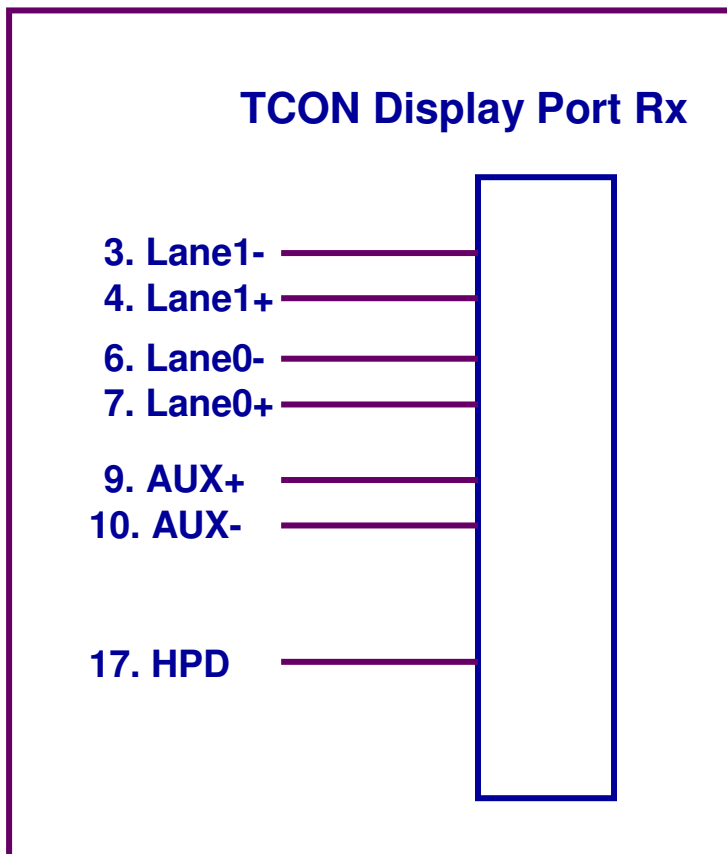 TCON Display Port Rx
3. Lane1-
4. Lane1+
6. Lane0-
7. Lane0+
9. AUX+
10. AUX-
17. HPD